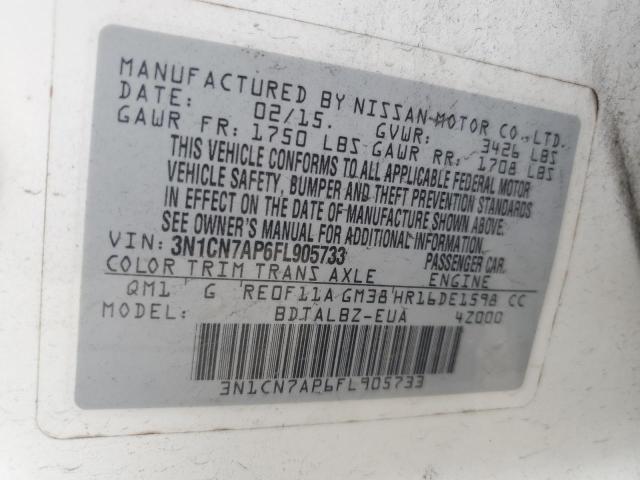 MANUFACTURED BY NISSAN MOTOR CO.,LTD.
DATE: 02/15. GVWR: 3426 LBS
GAWR FR: 1750 LBS GAWR RR: 1708 LBS
THIS VEHICLE CONFORMS TO ALL APPLICABLE FEDERAL MOTOR
VEHICLE SAFETY, BUMPER AND THEFT PREVENTION STANDARDS
IN EFFECT ON THE DATE OF MANUFACTURE SHOWN ABOVE.
SEE OWNER'S MANUAL FOR ADDITIONAL INFORMATION.
VIN: 3N1CN7AP6FL905733 PASSENGER CAR
COLOR TRIM TRANS AXLE ENGINE
QM1 G RE0F11A GM38 HR16DE1598 CC
MODEL: BDTALBZ-EUA 4Z000
3N1CN7AP6FL905733